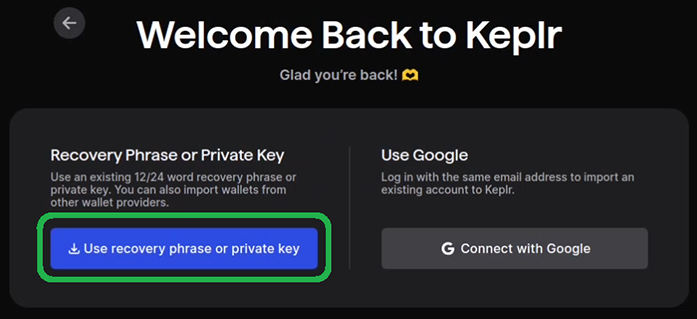 Welcome Back to Keplr
Glad you're back! 🫶
Recovery Phrase or Private Key
Use an existing 12/24 word recovery phrase or
private key. You can also import wallets from
other wallet providers.
Use recovery phrase or private key
Use Google
Log in with the same email address to import an
existing account to Keplr.
Connect with Google